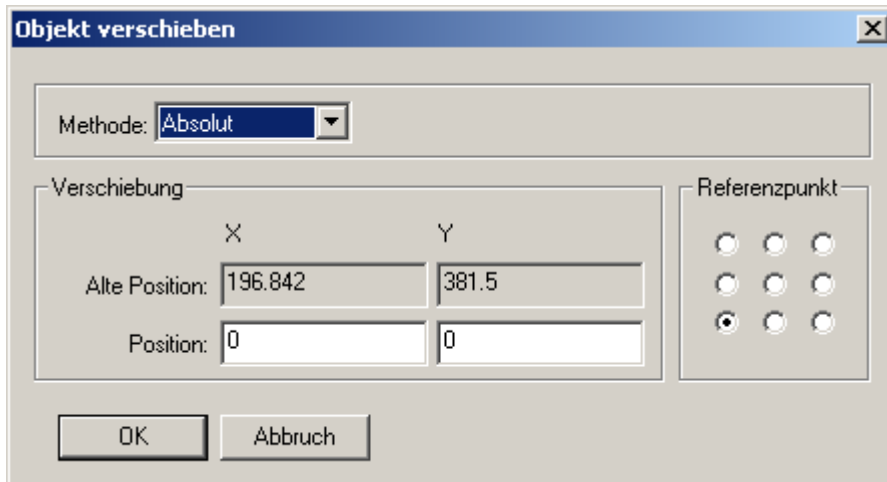 Objekt verschieben
Methode: Absolut
Verschiebung
Referenzpunkt
X Y
Alte Position: 196.842 381.5
Position: 0 0
OK Abbruch